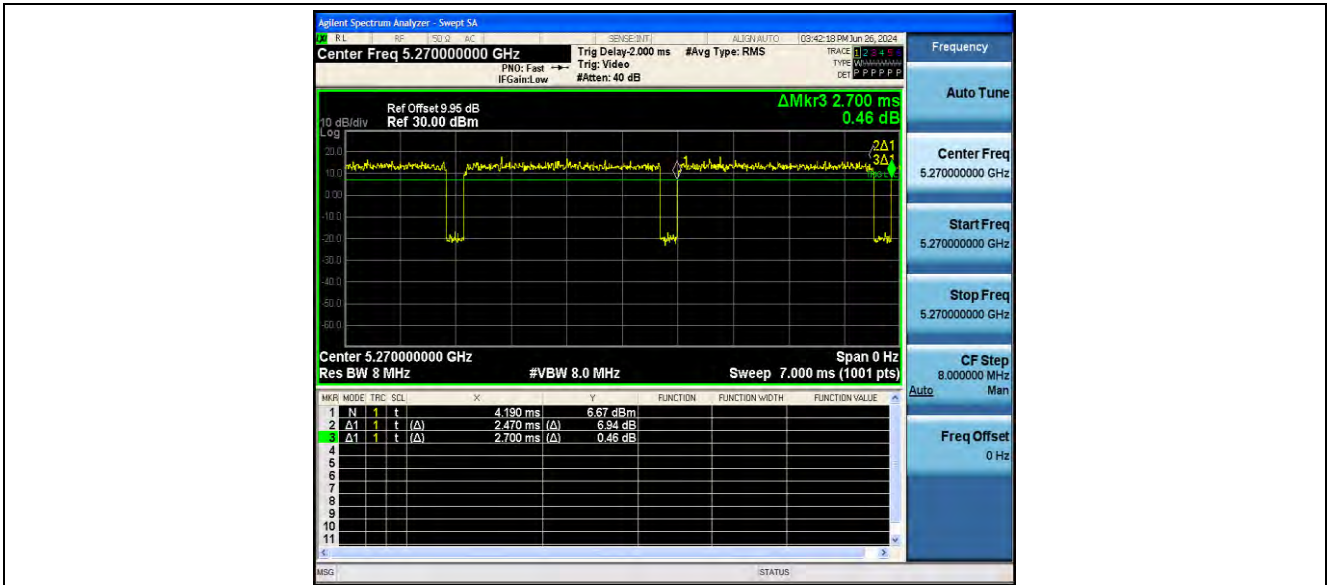 Agilent Spectrum Analyzer - Swept SA
RL RF 50 Ω AC SENSE:INT ALIGN AUTO 03:42:18 PM Jun 26, 2024
Center Freq 5.270000000 GHz
PNO: Fast
IFGain:Low
Trig Delay-2.000 ms
Trig: Video
#Atten: 40 dB
#Avg Type: RMS
TRACE 1 2 3 4 5 6
TYPE
DET P P P P P P
Ref Offset 9.95 dB
10 dB/div Ref 30.00 dBm
Log
ΔMkr3 2.700 ms
0.46 dB
20.0
10.0
0.00
-10.0
-20.0
-30.0
-40.0
-50.0
-60.0
1
2Δ1
3Δ1
Center 5.270000000 GHz Span 0 Hz
Res BW 8 MHz #VBW 8.0 MHz Sweep 7.000 ms (1001 pts)
MKR MODE TRC SCL X Y FUNCTION FUNCTION WIDTH FUNCTION VALUE
1 N 1 t 4.190 ms 6.67 dBm
2 Δ1 1 t (Δ) 2.470 ms (Δ) 6.94 dB
3 Δ1 1 t (Δ) 2.700 ms (Δ) 0.46 dB
4
5
6
7
8
9
10
11
MSG STATUS
Frequency
Auto Tune
Center Freq
5.270000000 GHz
Start Freq
5.270000000 GHz
Stop Freq
5.270000000 GHz
CF Step
8.000000 MHz
Auto Man
Freq Offset
0 Hz